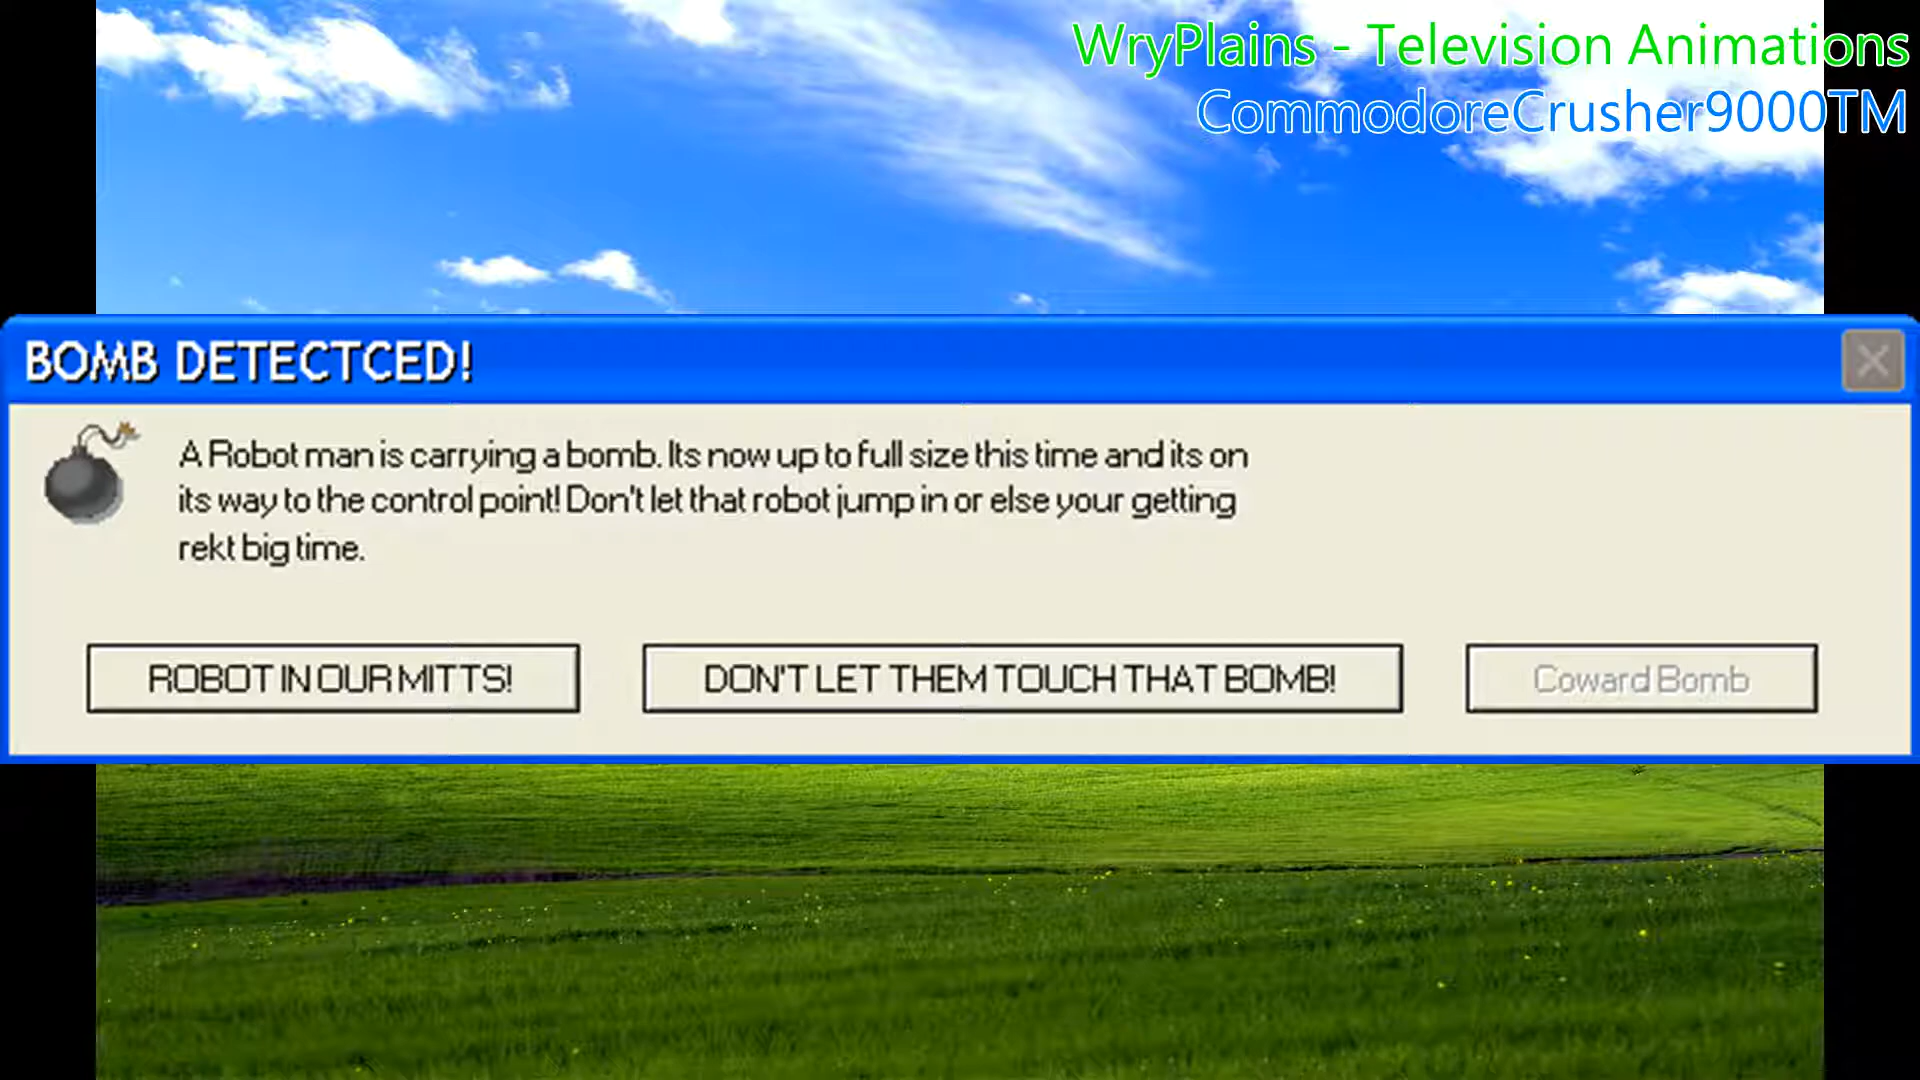 WryPlains - Television Animations
CommodoreCrusher9000TM
BOMB DETECTCED!
A Robot man is carrying a bomb. Its now up to full size this time and its on
its way to the control point! Don't let that robot jump in or else your getting
rekt big time.
ROBOT IN OUR MITTS!
DON'T LET THEM TOUCH THAT BOMB!
Coward Bomb